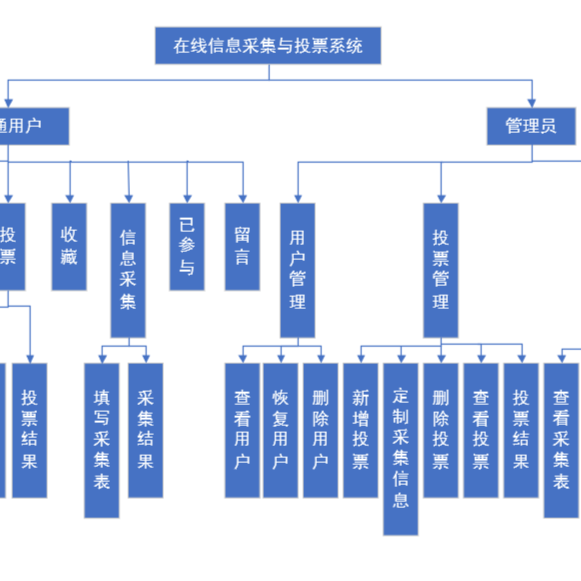 在线信息采集与投票系统
通用户
管理员
投票
收藏
信息采集
已参与
留言
用户管理
投票管理
投票结果
填写采集表
采集结果
查看用户
恢复用户
删除用户
新增投票
定制采集信息
删除投票
查看投票
投票结果
查看采集表